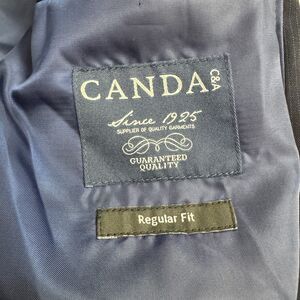 CANDA
C&A
Since 1925
SUPPLIER OF QUALITY GARMENTS
GUARANTEED
QUALITY
Regular Fit